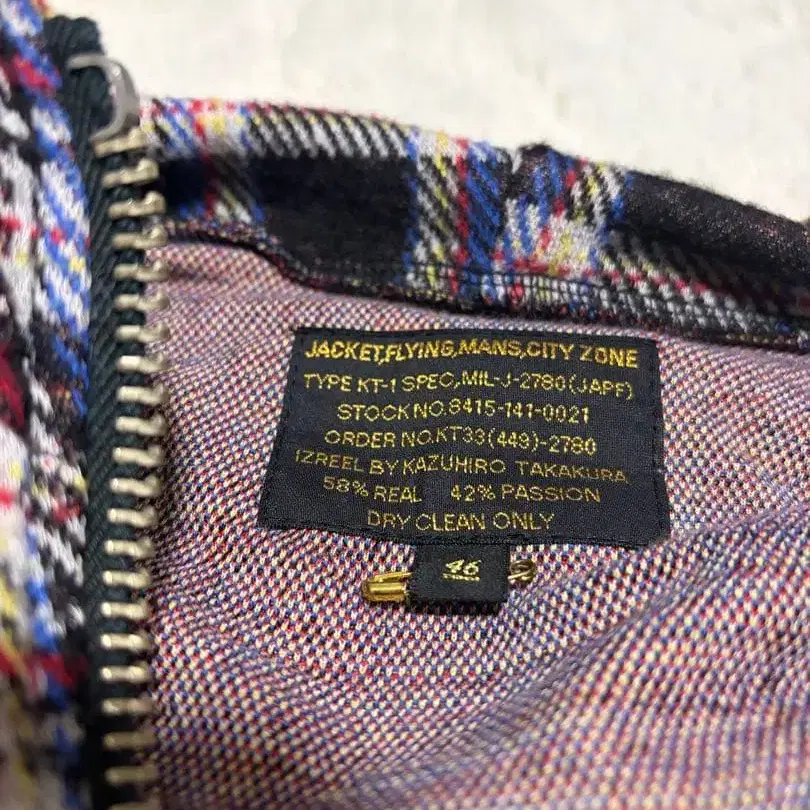 JACKET,FLYING,MANS,CITY ZONE
TYPE KT-1 SPEC,MIL-J-2780(JAPF)
STOCK NO.8415-141-0021
ORDER NO.KT33(449)-2780
IZREEL BY KAZUHIRO TAKAKURA
58% REAL 42% PASSION
DRY CLEAN ONLY
46